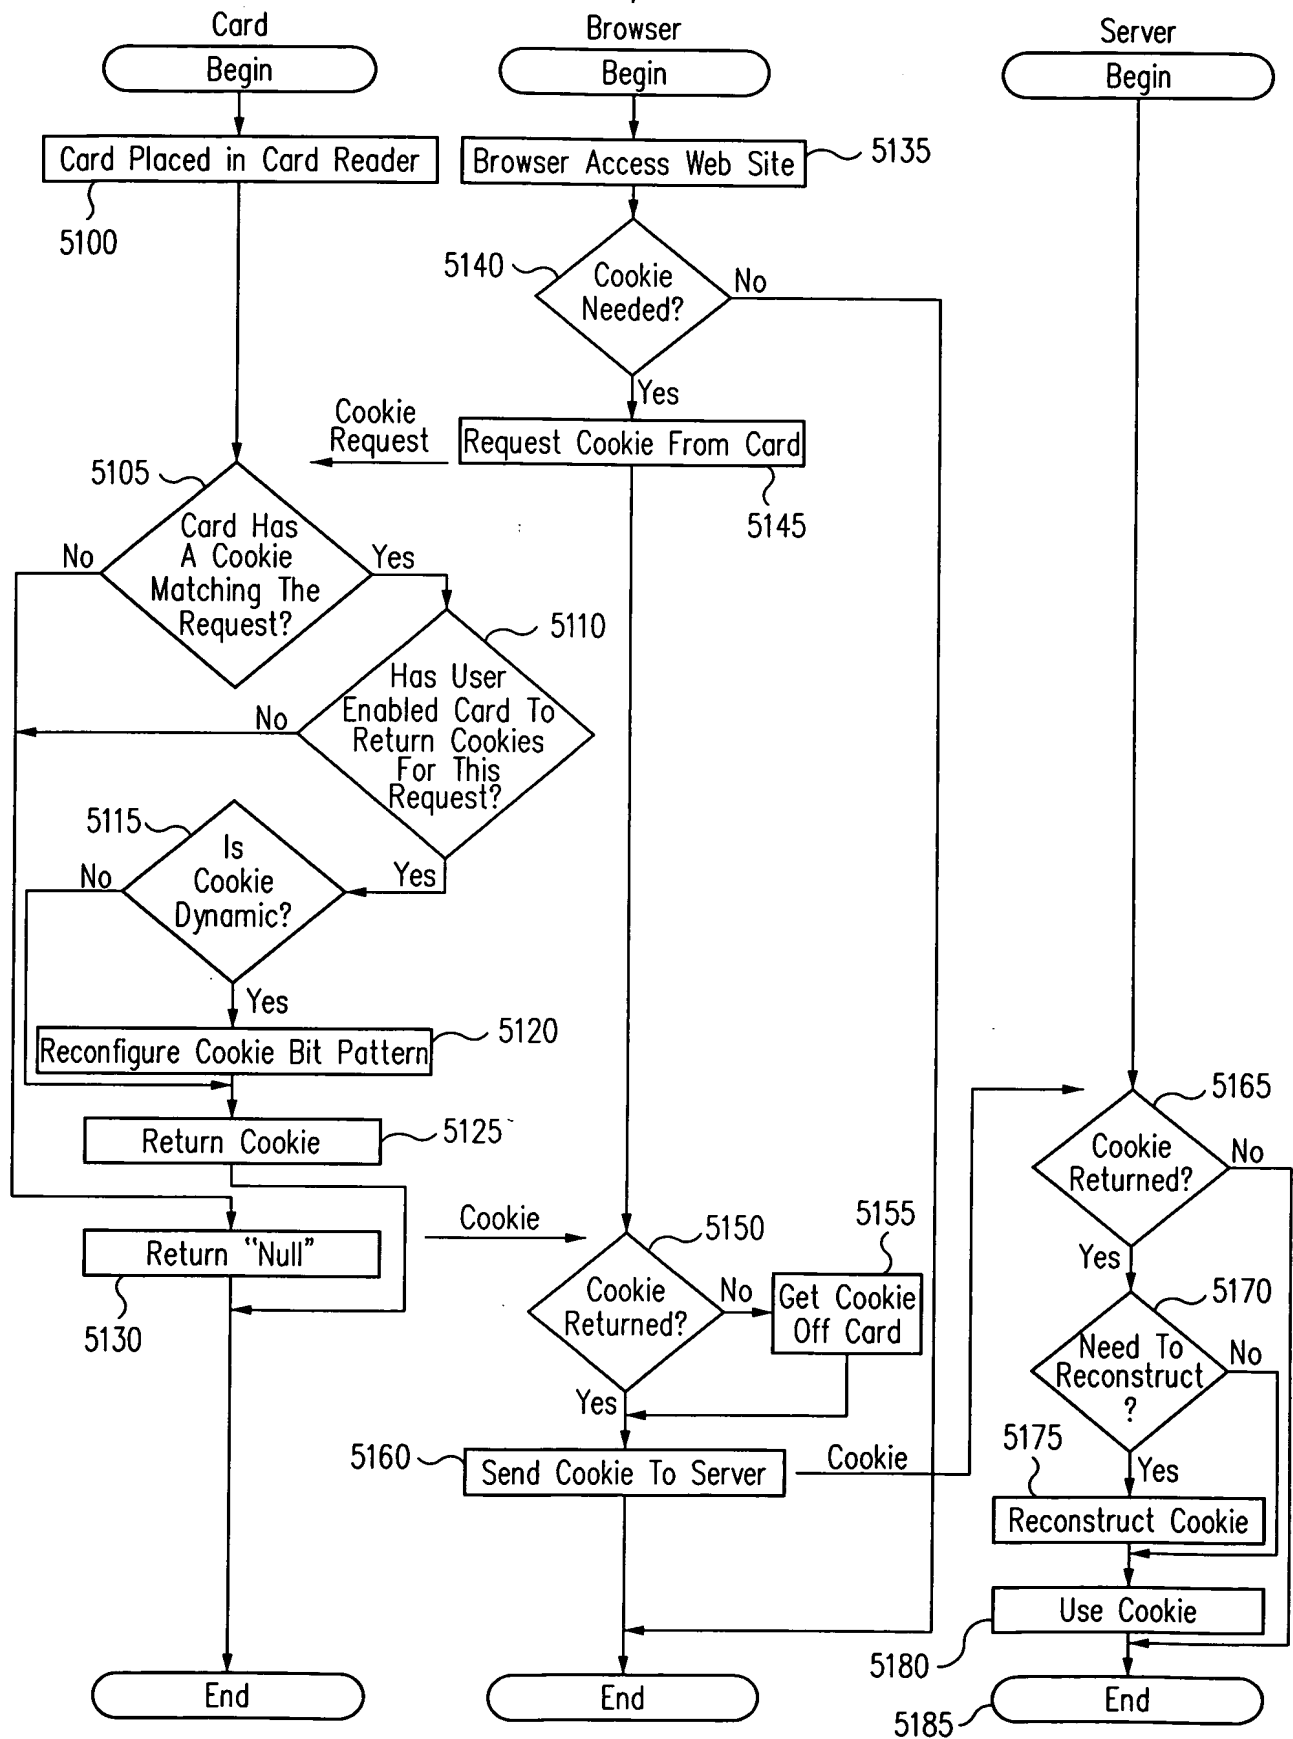 Card
Browser
Server
Begin
Begin
Begin
Card Placed in Card Reader
5100
Browser Access Web Site
5135
5140
Cookie
Needed?
No
Yes
Cookie
Request
Request Cookie From Card
5145
5105
Card Has
A Cookie
Matching The
Request?
No
Yes
5110
Has User
Enabled Card To
Return Cookies
For This
Request?
No
Yes
5115
Is
Cookie
Dynamic?
No
Yes
5120
Reconfigure Cookie Bit Pattern
Return Cookie
5125
Return "Null"
5130
Cookie
5150
Cookie
Returned?
No
Yes
5155
Get Cookie
Off Card
5160
Send Cookie To Server
Cookie
5165
Cookie
Returned?
No
Yes
5170
Need To
Reconstruct
?
No
Yes
5175
Reconstruct Cookie
Use Cookie
5180
End
End
End
5185